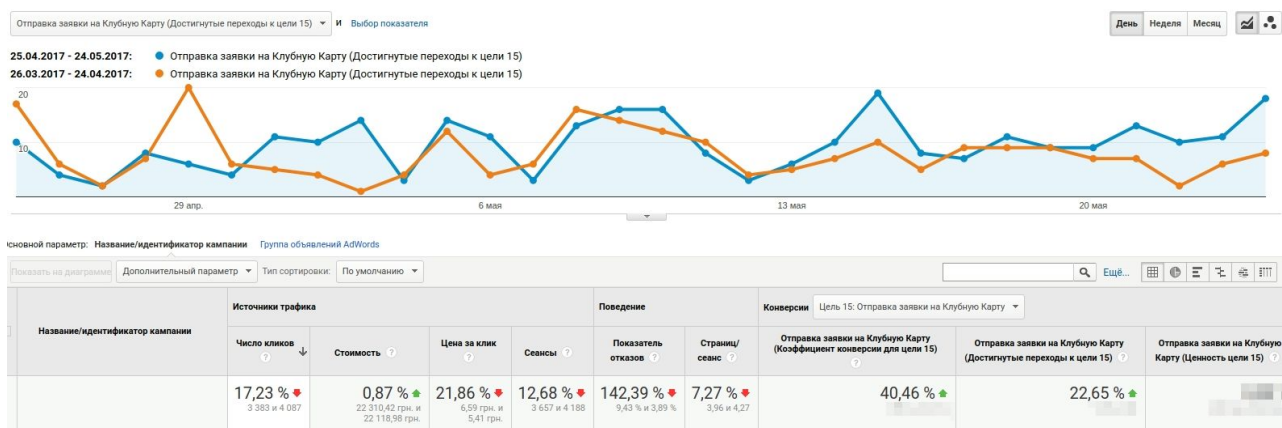 Отправка заявки на Клубную Карту (Достигнутые переходы к цели 15) и Выбор показателя День Неделя Месяц
25.04.2017 - 24.05.2017: Отправка заявки на Клубную Карту (Достигнутые переходы к цели 15)
26.03.2017 - 24.04.2017: Отправка заявки на Клубную Карту (Достигнутые переходы к цели 15)
20
10
29 апр. 6 мая 13 мая 20 мая
Основной параметр: Название/идентификатор кампании Группа объявлений AdWords
Показать на диаграмме Дополнительный параметр Тип сортировки: По умолчанию Ещё...
Название/идентификатор кампании
Источники трафика Поведение Конверсии Цель 15: Отправка заявки на Клубную Карту
Число кликов ?
Стоимость ?
Цена за клик ?
Сеансы ?
Показатель
отказов ?
Страниц/
сеанс ?
Отправка заявки на Клубную Карту
(Коэффициент конверсии для цели 15)
?
Отправка заявки на Клубную Карту
(Достигнутые переходы к цели 15) ?
Отправка заявки на Клубную
Карту (Ценность цели 15) ?
17,23 % 0,87 % 21,86 % 12,68 % 142,39 % 7,27 % 40,46 % 22,65 %
3 383 и 4 087
22 310,42 грн. и
22 118,98 грн.
6,59 грн. и
5,41 грн.
3 657 и 4 188
9,43 % и 3,89 %
3,96 и 4,27